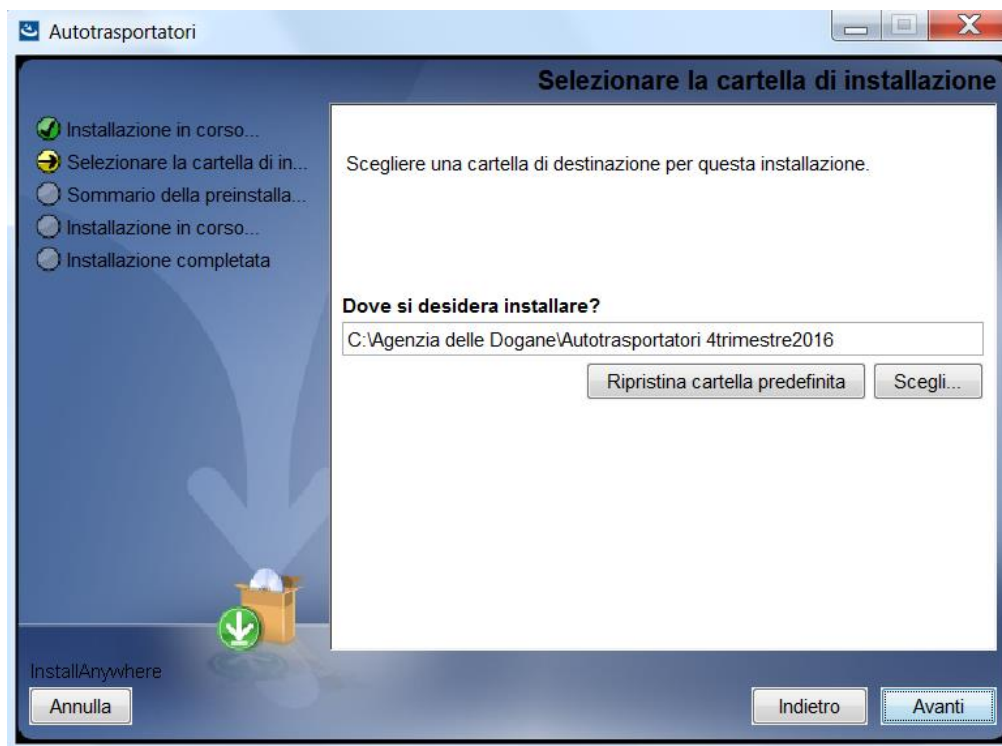 Autotrasportatori
Selezionare la cartella di installazione
Installazione in corso...
Selezionare la cartella di in...
Sommario della preinstalla...
Installazione in corso...
Installazione completata
Scegliere una cartella di destinazione per questa installazione.
Dove si desidera installare?
C:\Agenzia delle Dogane\Autotrasportatori 4trimestre2016
Ripristina cartella predefinita
Scegli...
InstallAnywhere
Annulla
Indietro
Avanti